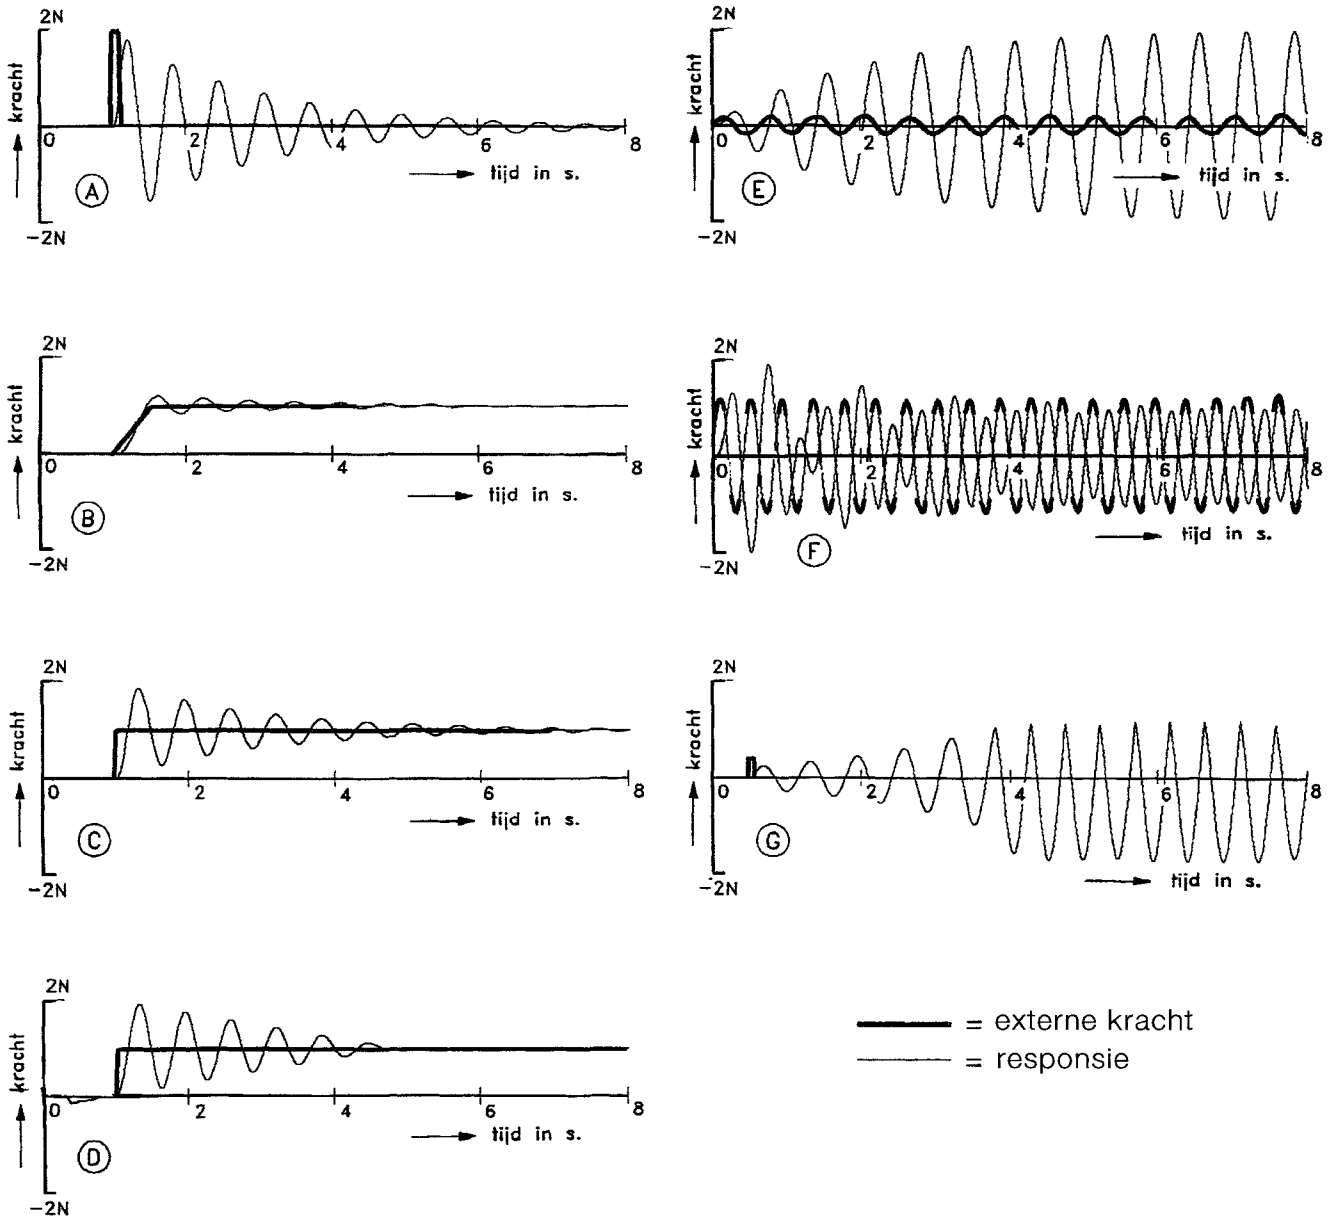 2N
kracht
0 2 4 6 8
tijd in s.
A
-2N
2N
kracht
0 2 4 6 8
tijd in s.
B
-2N
2N
kracht
0 2 4 6 8
tijd in s.
C
-2N
2N
kracht
0 2 4 6 8
tijd in s.
D
-2N
2N
kracht
0 2 4 6 8
tijd in s.
E
-2N
2N
kracht
0 2 4 6 8
tijd in s.
F
-2N
2N
kracht
0 2 4 6 8
tijd in s.
G
-2N
= externe kracht
= responsie